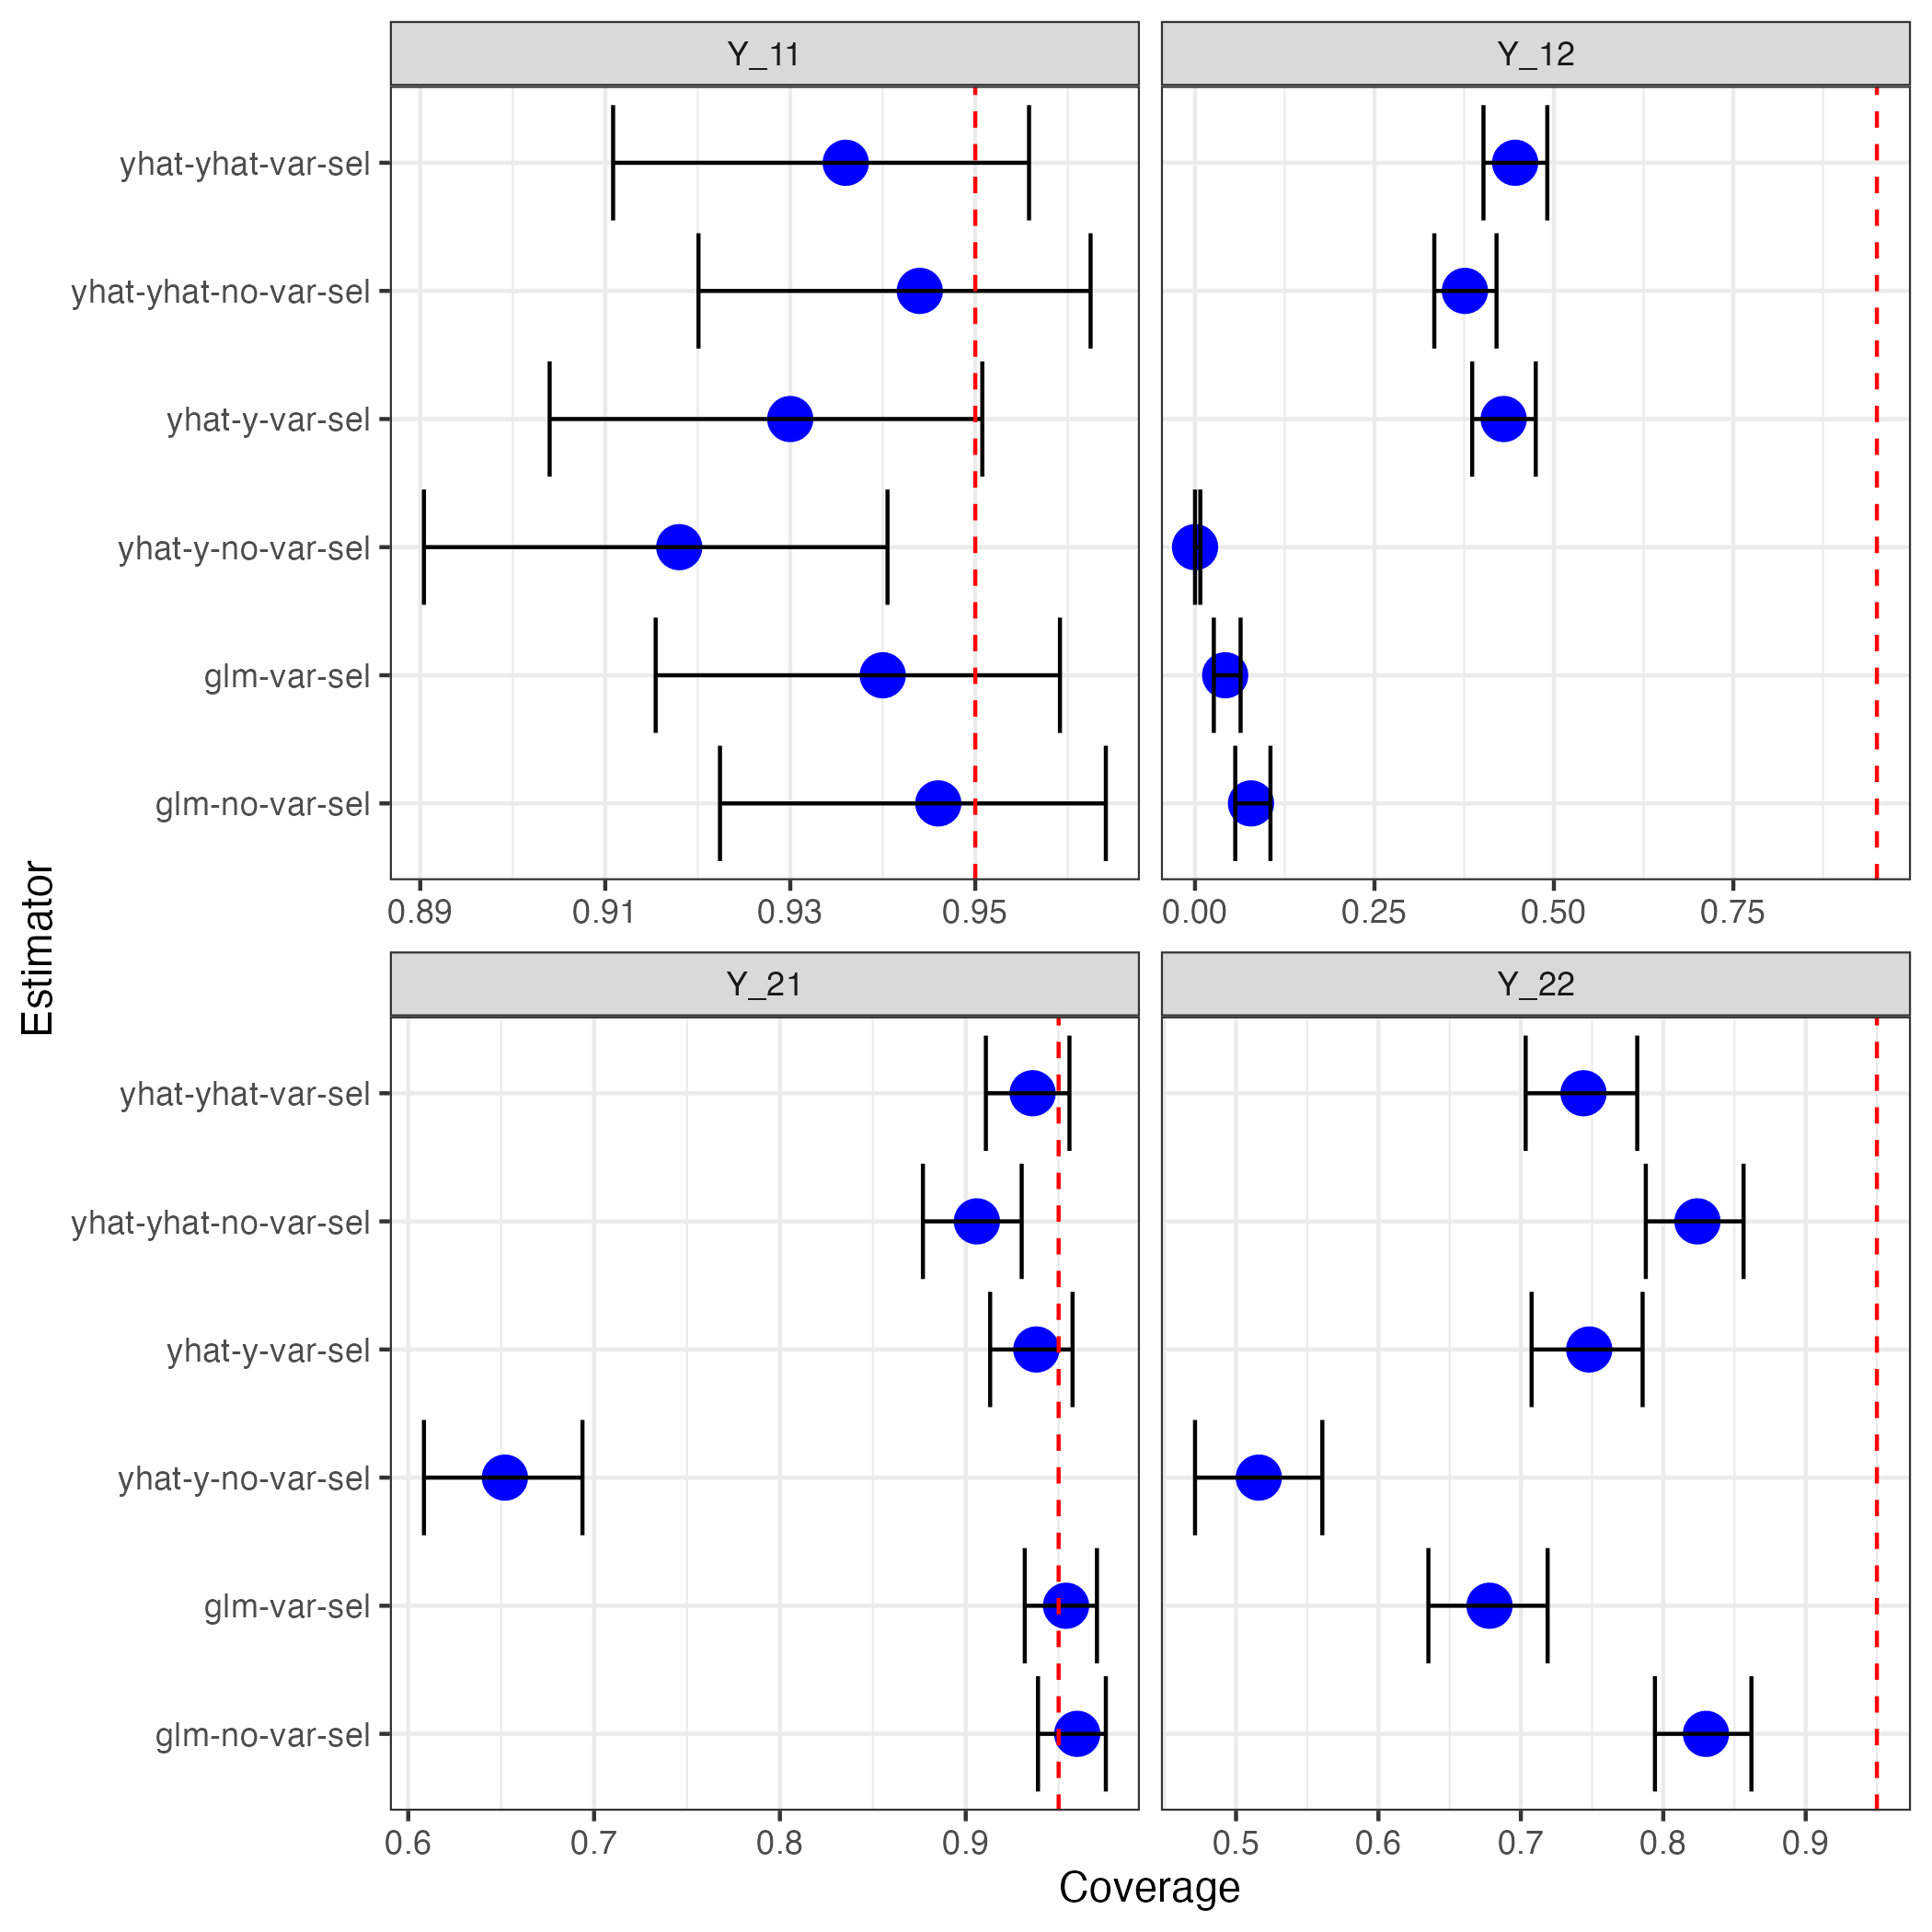 Y_11
Y_12
yhat-yhat-var-sel
yhat-yhat-no-var-sel
yhat-y-var-sel
yhat-y-no-var-sel
glm-var-sel
glm-no-var-sel
0.89 0.91 0.93 0.95
0.00 0.25 0.50 0.75
Estimator
Y_21
Y_22
yhat-yhat-var-sel
yhat-yhat-no-var-sel
yhat-y-var-sel
yhat-y-no-var-sel
glm-var-sel
glm-no-var-sel
0.6 0.7 0.8 0.9
0.5 0.6 0.7 0.8 0.9
Coverage